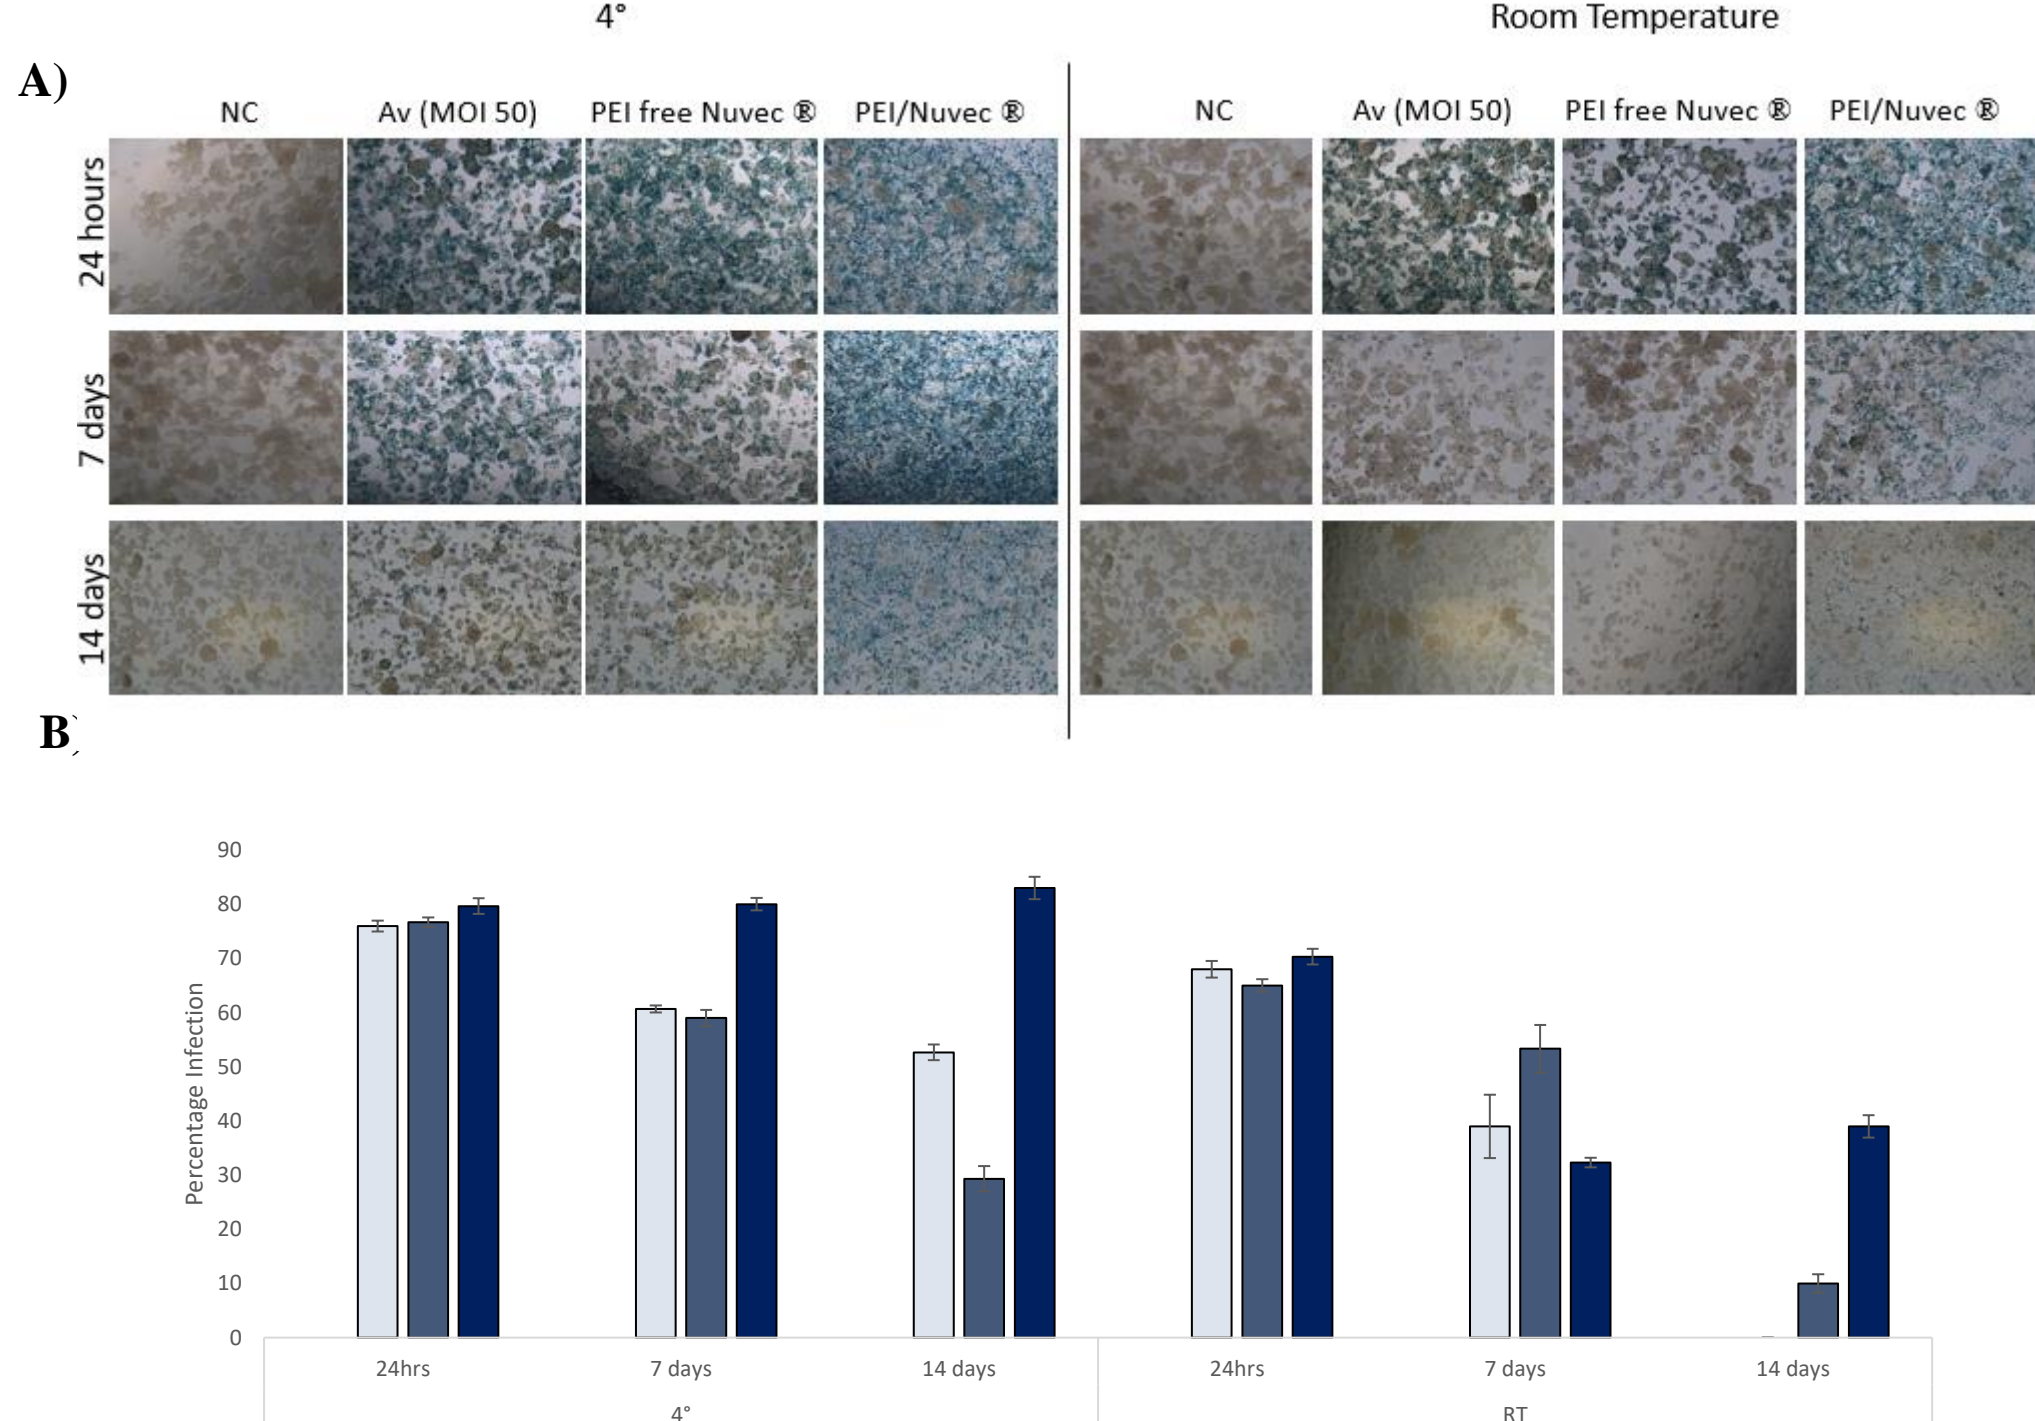 4° Room Temperature
A)
NC Av (MOI 50) PEI free Nuvec ® PEI/Nuvec ® NC Av (MOI 50) PEI free Nuvec ® PEI/Nuvec ®
24 hours
7 days
14 days
B)
Percentage Infection
90
80
70
60
50
40
30
20
10
0
24hrs 7 days 14 days 24hrs 7 days 14 days
4° RT